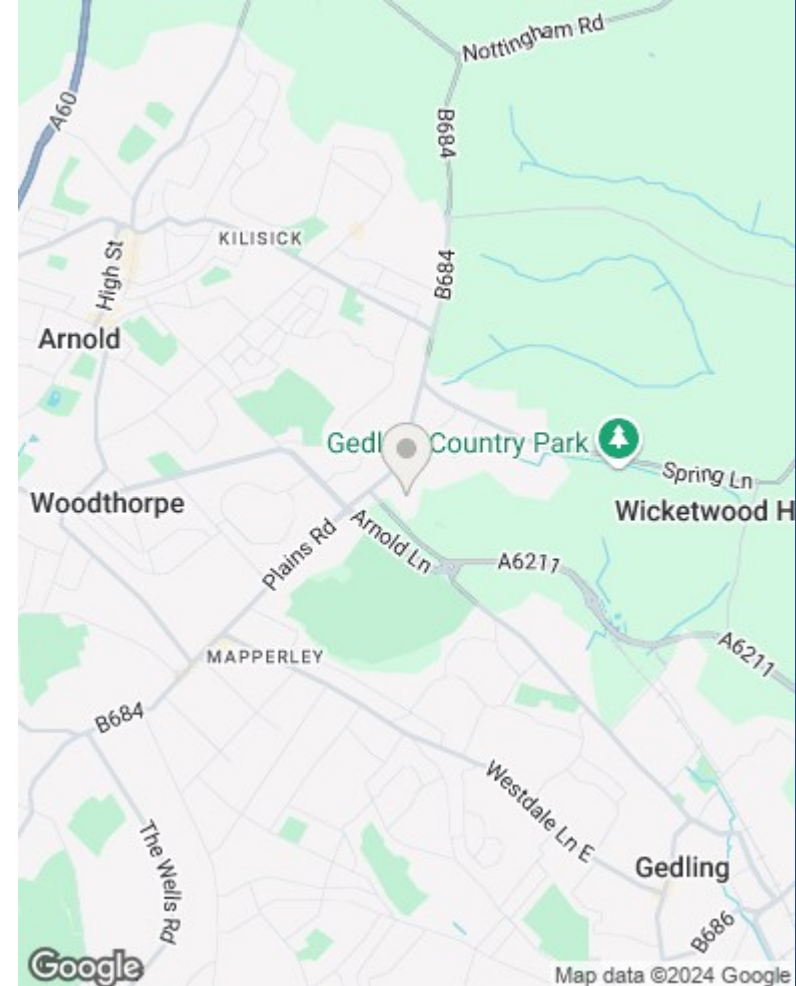 Nottingham Rd
A60
B684
KILISICK
High St
B684
Arnold
Country Park
Spring Ln
Woodthorpe
Wicketwood H
Plains Rd
Arnold Ln
A6211
MAPPERLEY
A6211
B684
Westdale Ln E
The Wells Rd
Gedling
B686
Google
Map data ©2024 Google